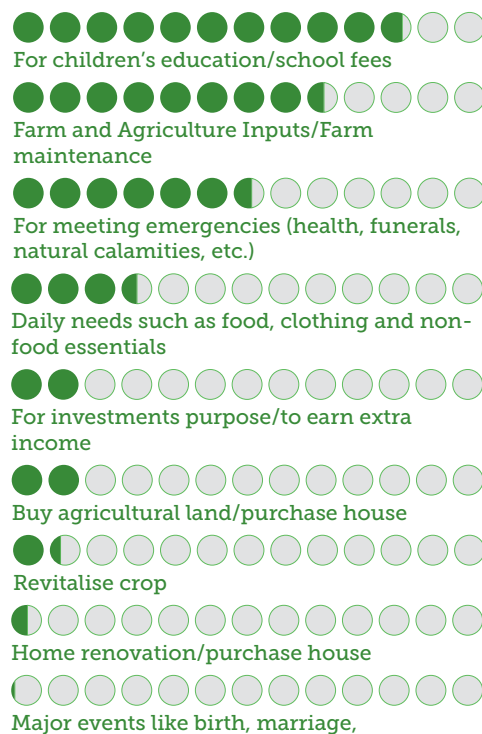 For children’s education/school fees
Farm and Agriculture Inputs/Farm
maintenance
For meeting emergencies (health, funerals,
natural calamities, etc.)
Daily needs such as food, clothing and non-
food essentials
For investments purpose/to earn extra
income
Buy agricultural land/purchase house
Revitalise crop
Home renovation/purchase house
Major events like birth, marriage,